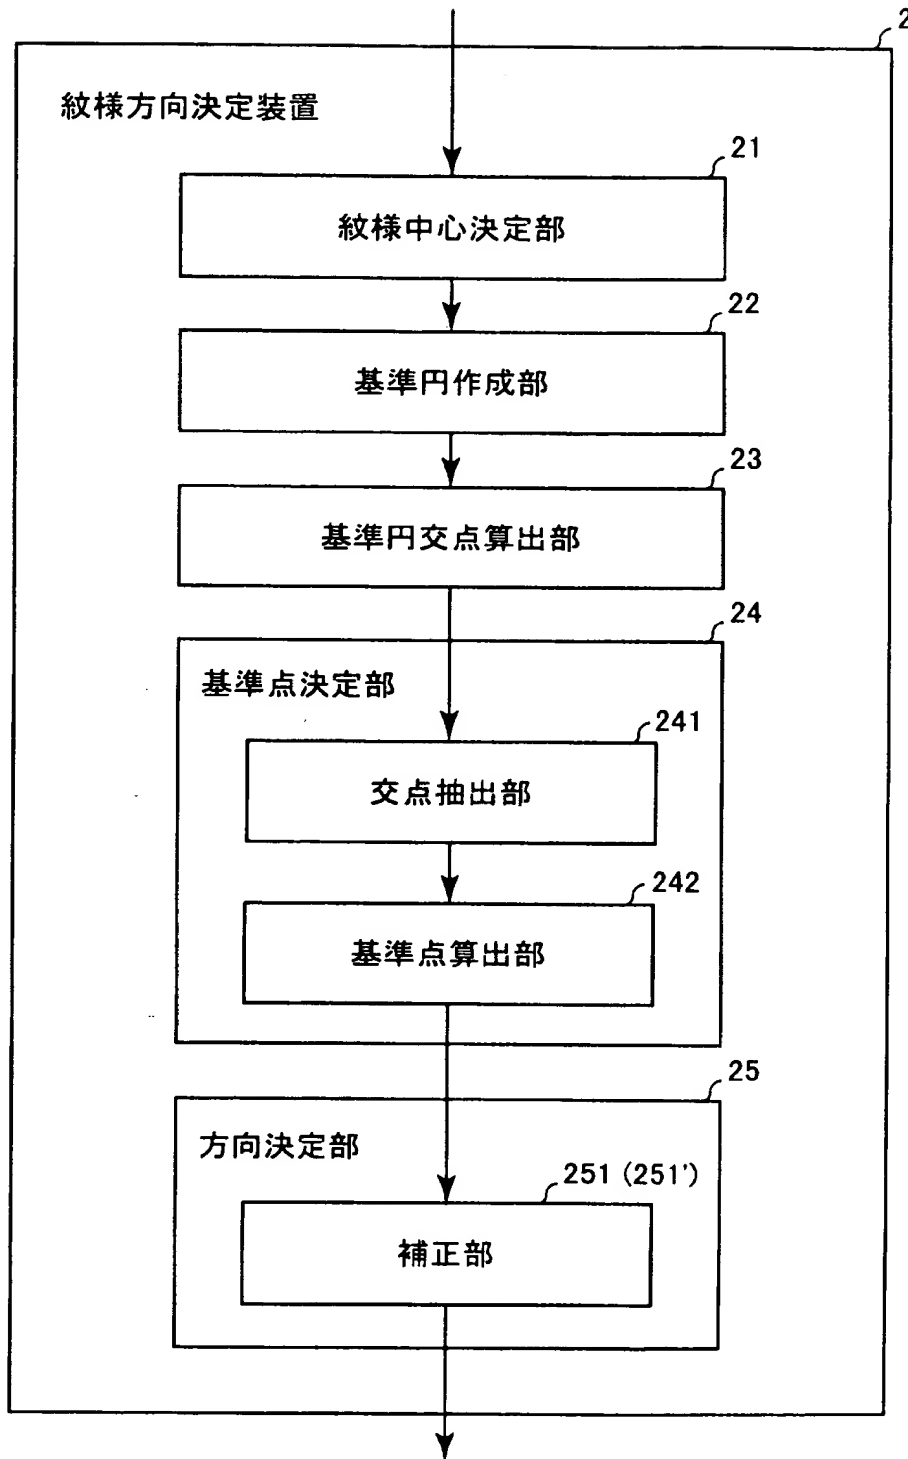 2
紋様方向決定装置
21
紋様中心決定部
22
基準円作成部
23
基準円交点算出部
24
基準点決定部
241
交点抽出部
242
基準点算出部
25
方向決定部
251 (251')
補正部